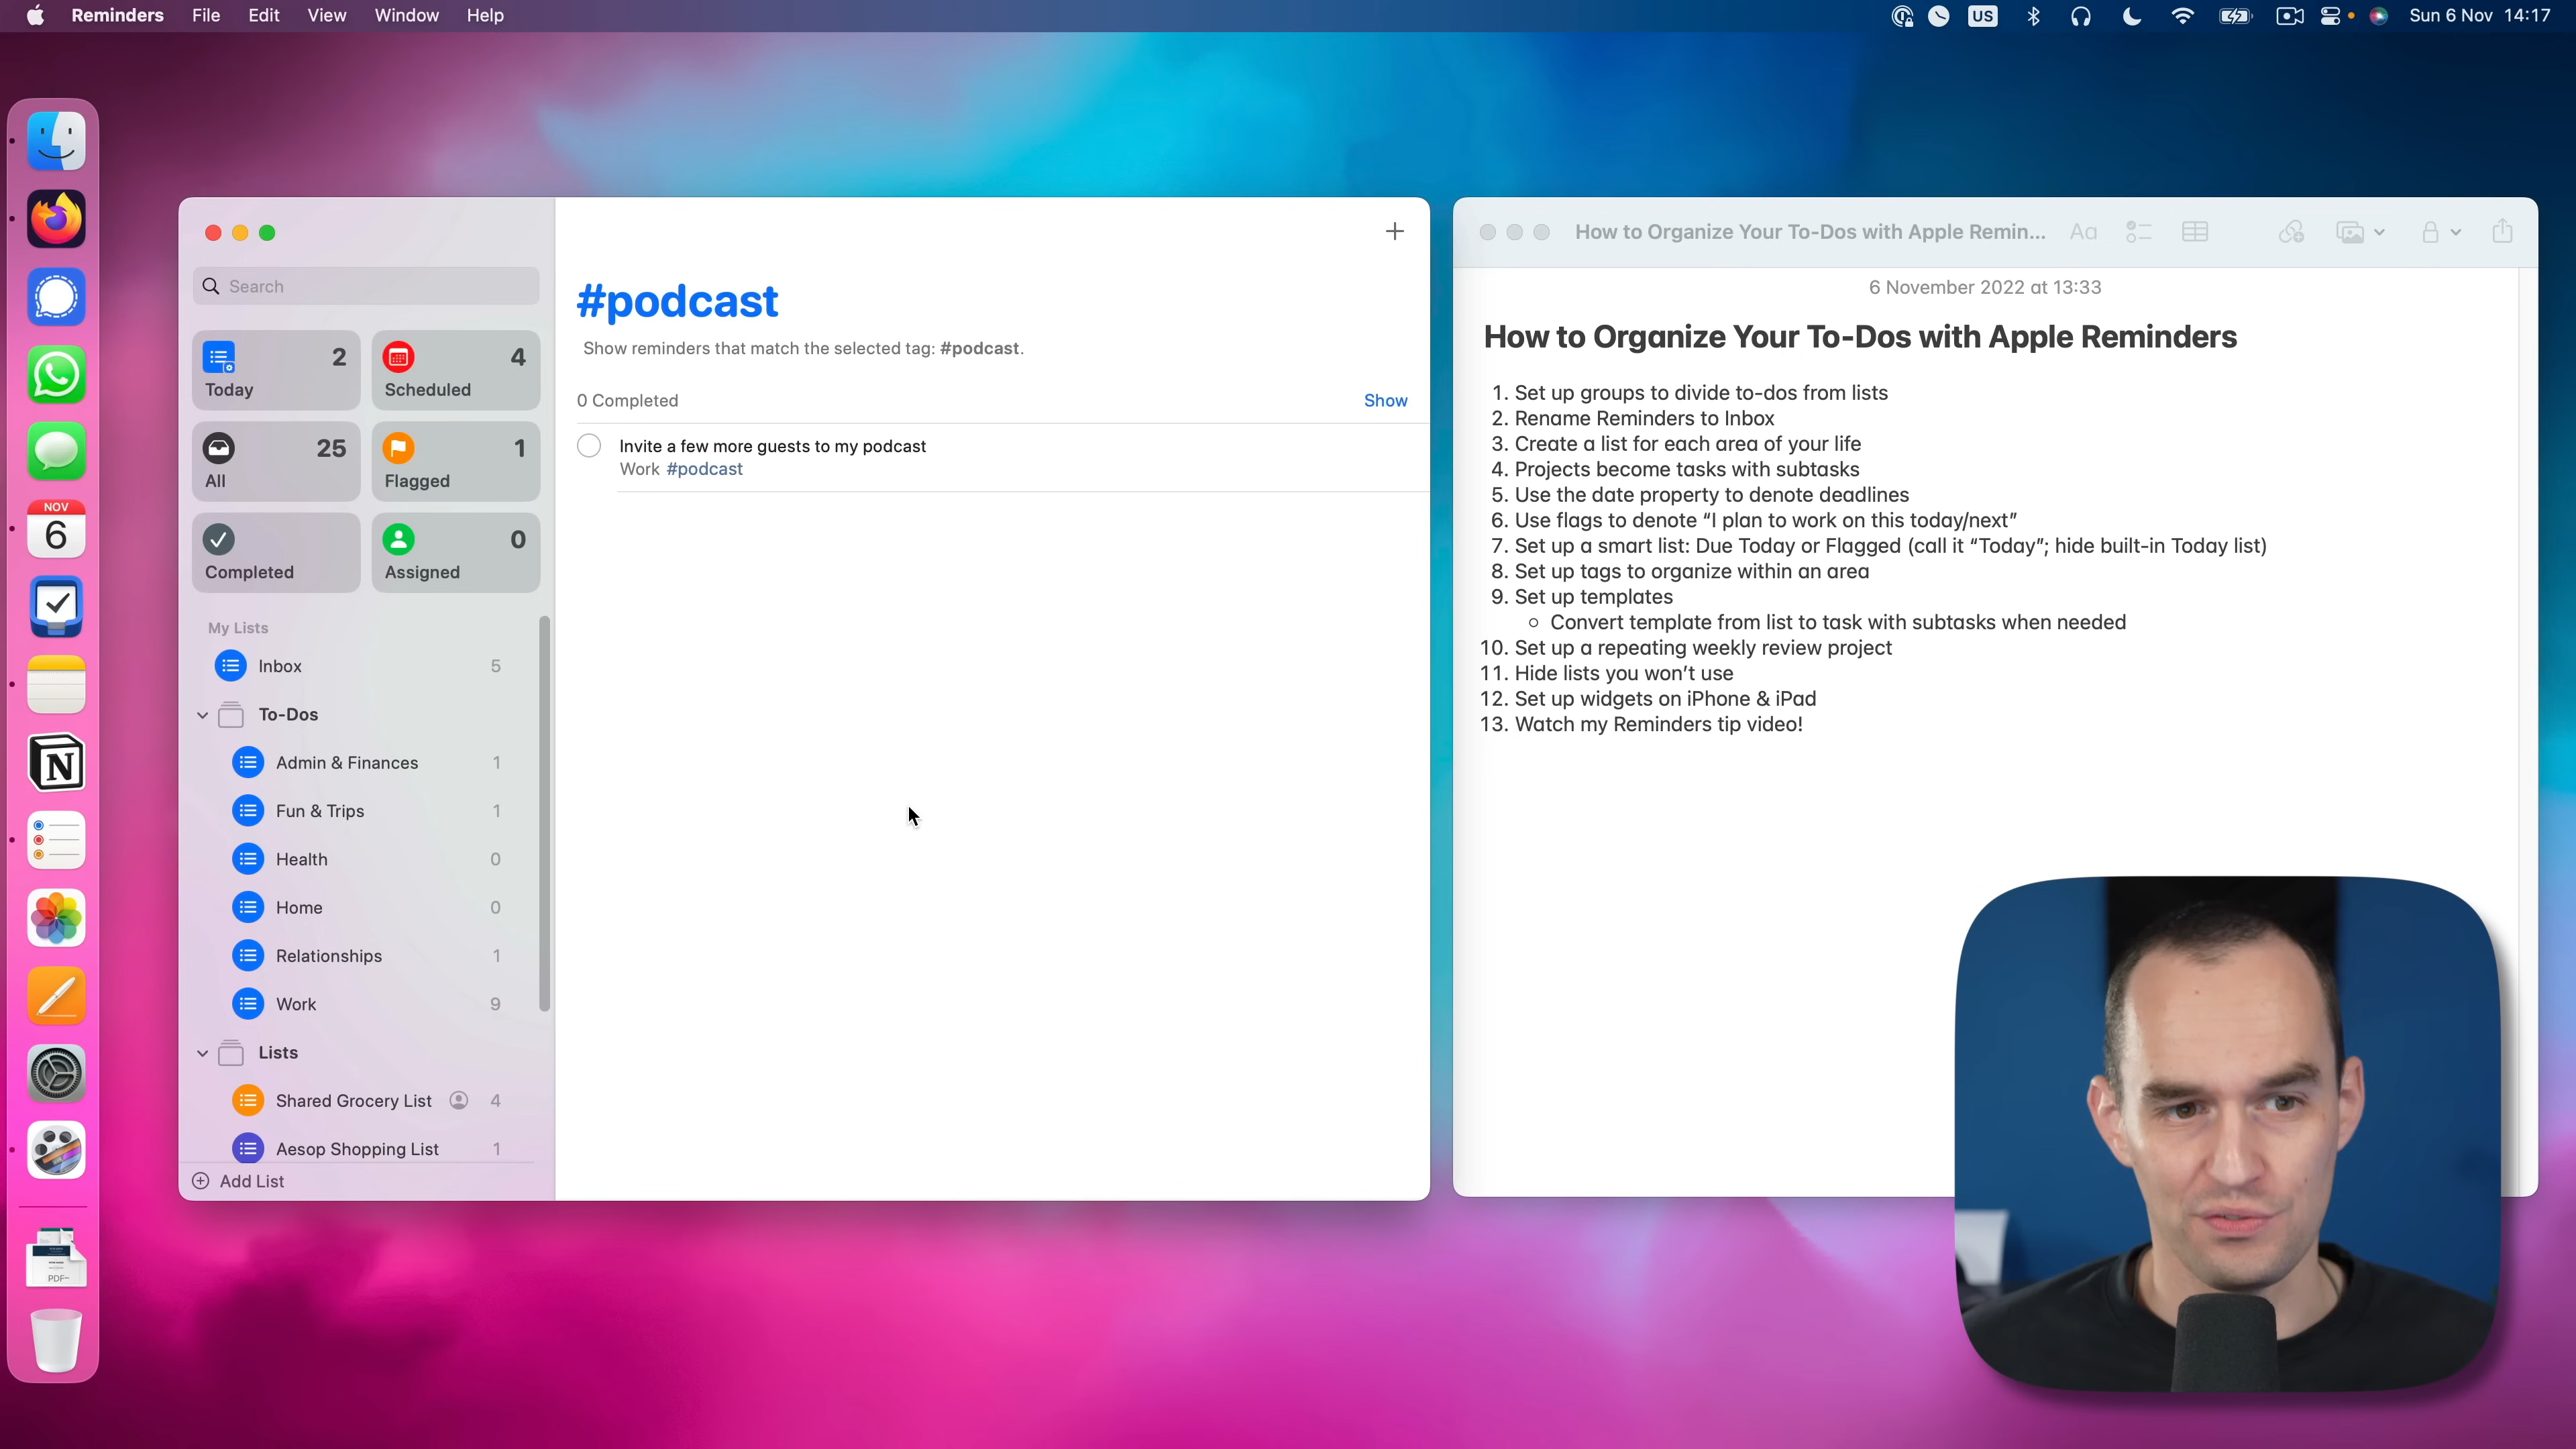 Reminders File Edit View Window Help
US Sun 6 Nov 14:17
NOV
6
N
PDF
Search
Today 2
Scheduled 4
All 25
Flagged 1
Completed
Assigned 0
My Lists
Inbox 5
To-Dos
Admin & Finances 1
Fun & Trips 1
Health 0
Home 0
Relationships 1
Work 9
Lists
Shared Grocery List 4
Aesop Shopping List 1
Add List
#podcast
Show reminders that match the selected tag: #podcast.
0 Completed Show
Invite a few more guests to my podcast
Work #podcast
How to Organize Your To-Dos with Apple Remin... Aa
6 November 2022 at 13:33
How to Organize Your To-Dos with Apple Reminders
1. Set up groups to divide to-dos from lists
2. Rename Reminders to Inbox
3. Create a list for each area of your life
4. Projects become tasks with subtasks
5. Use the date property to denote deadlines
6. Use flags to denote “I plan to work on this today/next”
7. Set up a smart list: Due Today or Flagged (call it “Today”; hide built-in Today list)
8. Set up tags to organize within an area
9. Set up templates
○ Convert template from list to task with subtasks when needed
10. Set up a repeating weekly review project
11. Hide lists you won’t use
12. Set up widgets on iPhone & iPad
13. Watch my Reminders tip video!